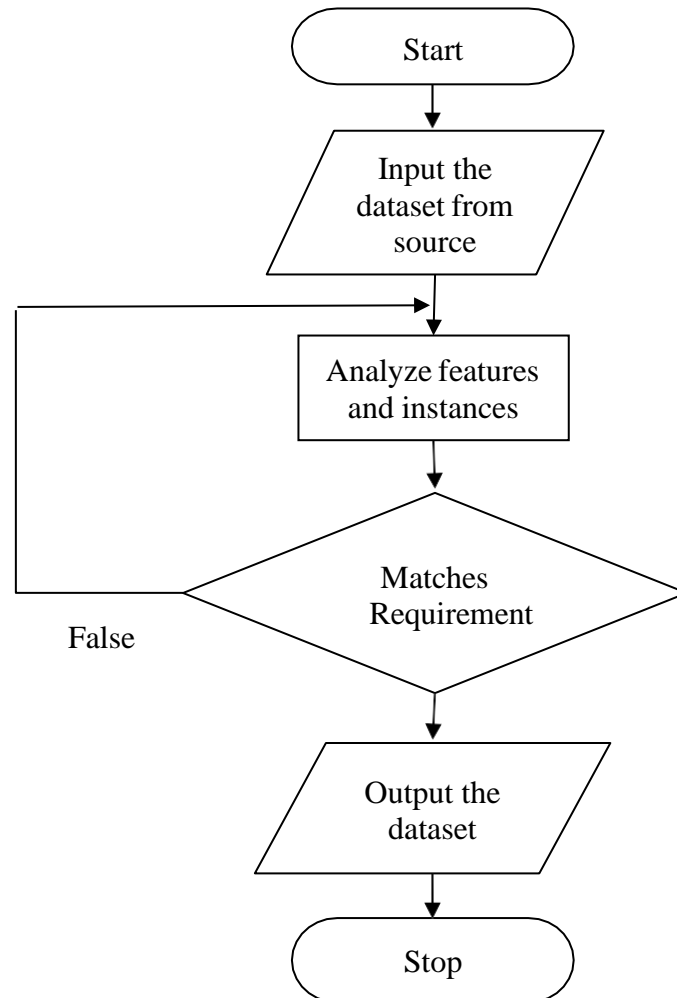 Start
Input the
dataset from
source
Analyze features
and instances
Matches
Requirement
False
Output the
dataset
Stop